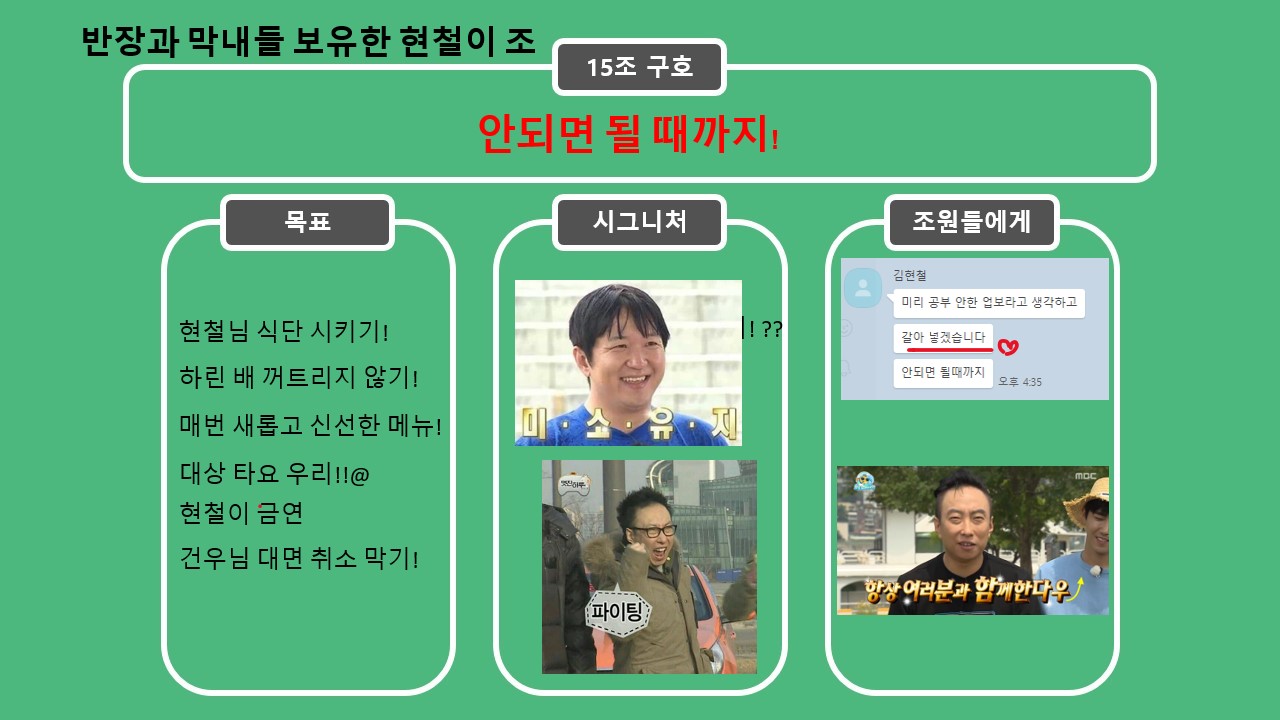 반장과 막내들 보유한 현철이 조
15조 구호
안되면 될 때까지!
목표
현철님 식단 시키기!
하린 배 꺼트리지 않기!
매번 새롭고 신선한 메뉴!
대상 타요 우리!!@
현철이 금연
건우님 대면 취소 막기!
시그니처
! ??
미·소·유·지
멋진하루
파이팅
조원들에게
김현철
미리 공부 안한 업보라고 생각하고
갈아 넣겠습니다
안되면 될때까지
오후 4:35
MBC
항상 여러분과 함께한다우